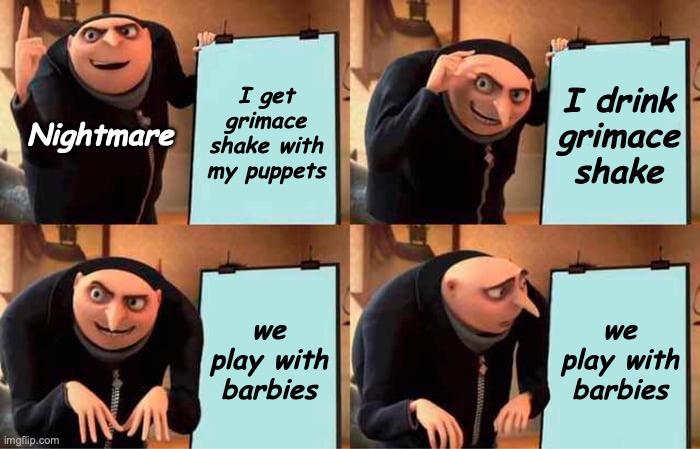 Nightmare
I get
grimace
shake with
my puppets
I drink
grimace
shake
we
play with
barbies
we
play with
barbies
imgflip.com